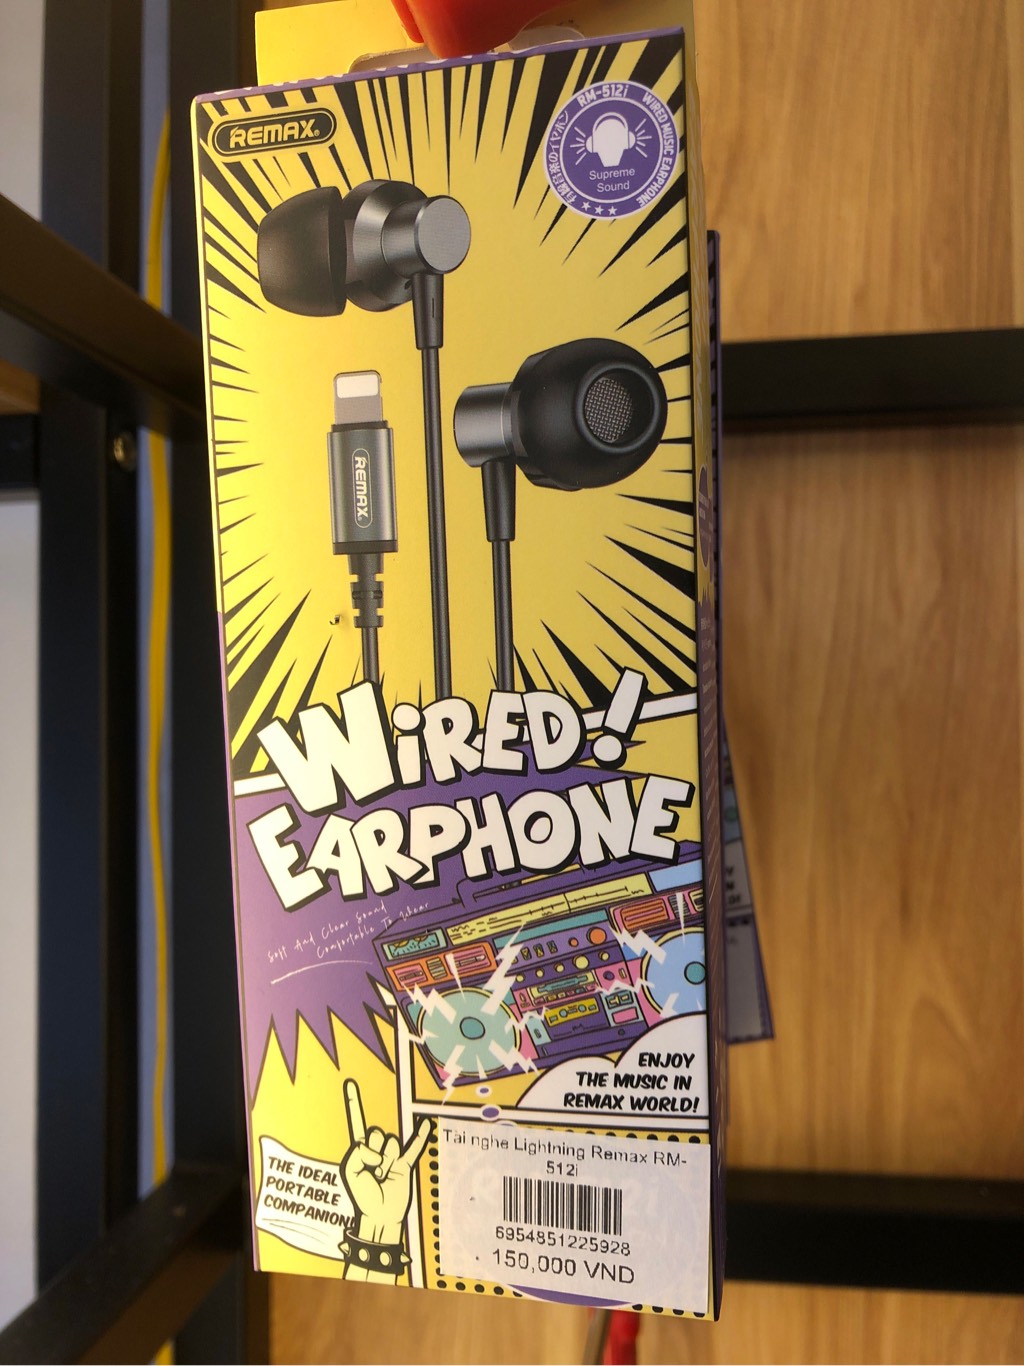 REMAX®
RM-512i WIRED MUSIC EARPHONE
Supreme
Sound
REMAX®
WiRED!
EARPHONE
Soft And Clear Sound
Comfortable To Wear
ENJOY
THE MUSIC IN
REMAX WORLD!
THE IDEAL
PORTABLE
COMPANION!
Tai nghe Lightning Remax RM-
512i
6954851225928
150,000 VND